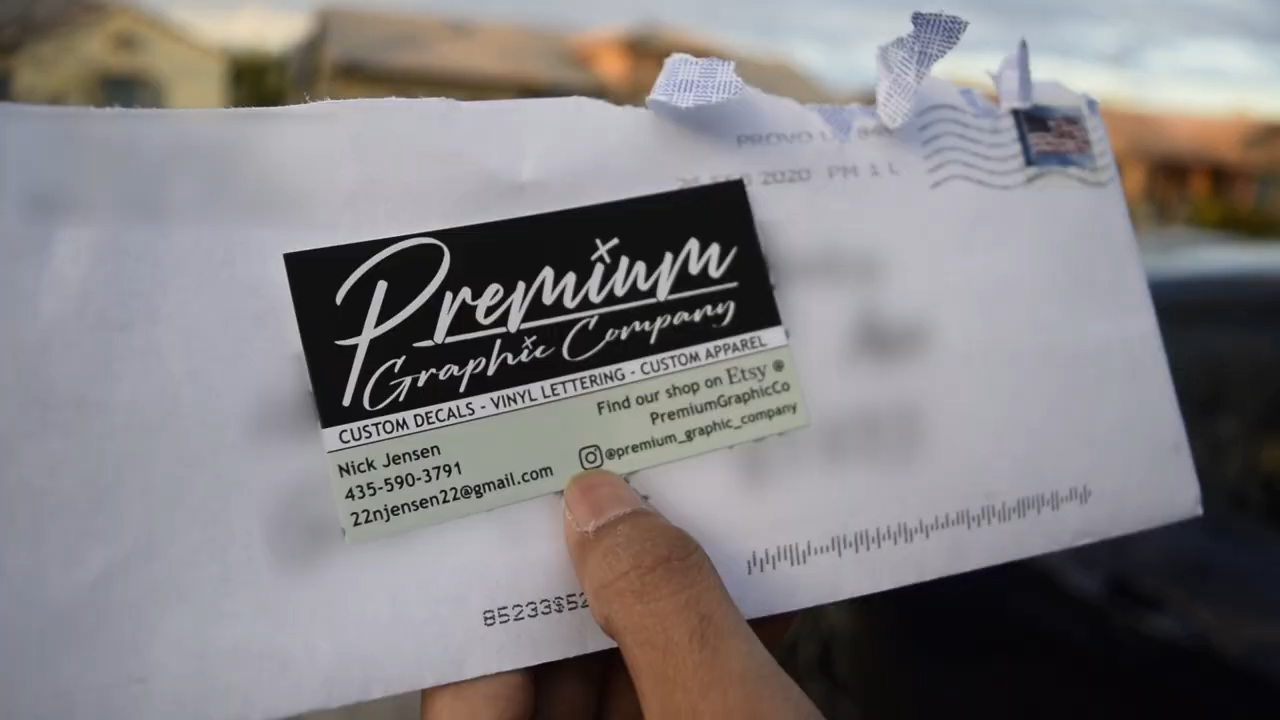 PROVO
2020 PM 1 L
Premium
Graphic Company
CUSTOM DECALS - VINYL LETTERING - CUSTOM APPAREL
Nick Jensen
435-590-3791
22njensen22@gmail.com
Find our shop on Etsy @
PremiumGraphicCo
@premium_graphic_company
85233$52